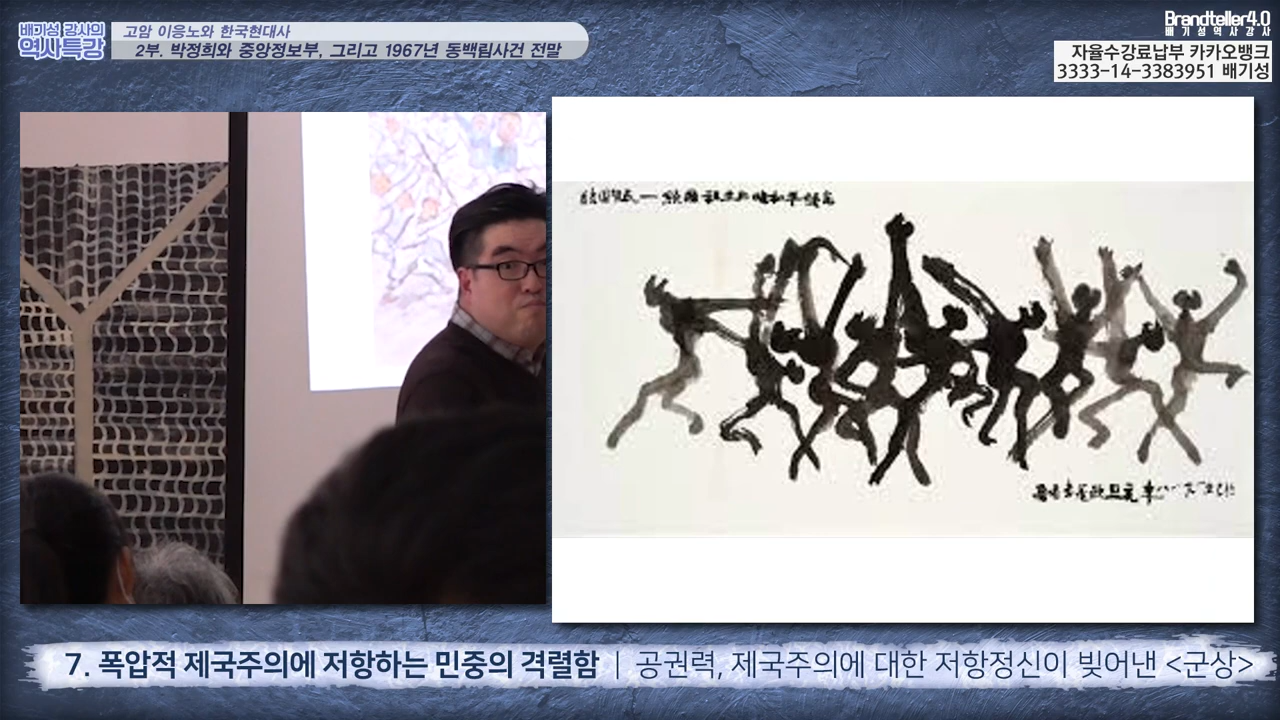 배기성 강사의
역사특강
고암 이응노와 한국현대사
2부. 박정희와 중앙정보부, 그리고 1967년 동백림사건 전말
Brandteller4.0
배기성역사강사
자율수강료납부 카카오뱅크
3333-14-3383951 배기성
7. 폭압적 제국주의에 저항하는 민중의 격렬함 | 공권력, 제국주의에 대한 저항정신이 빚어낸 <군상>